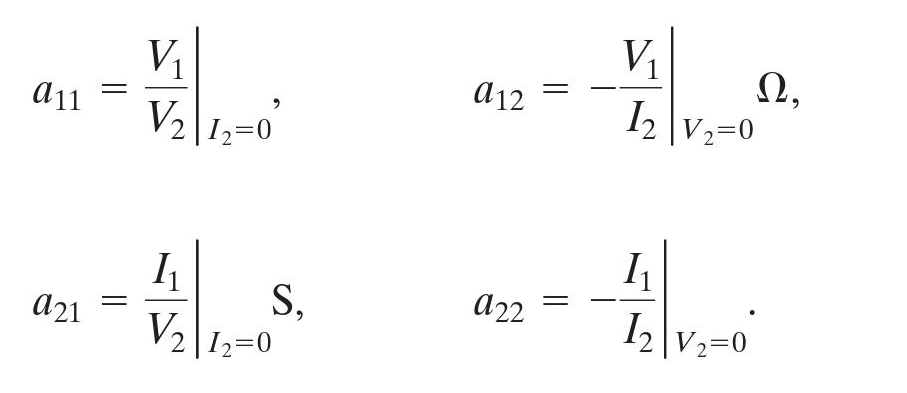 a₁₁ = V₁/V₂ |_{I₂=0} ,    a₁₂ = −V₁/I₂ |_{V₂=0} Ω,
a₂₁ = I₁/V₂ |_{I₂=0} S,    a₂₂ = −I₁/I₂ |_{V₂=0} .